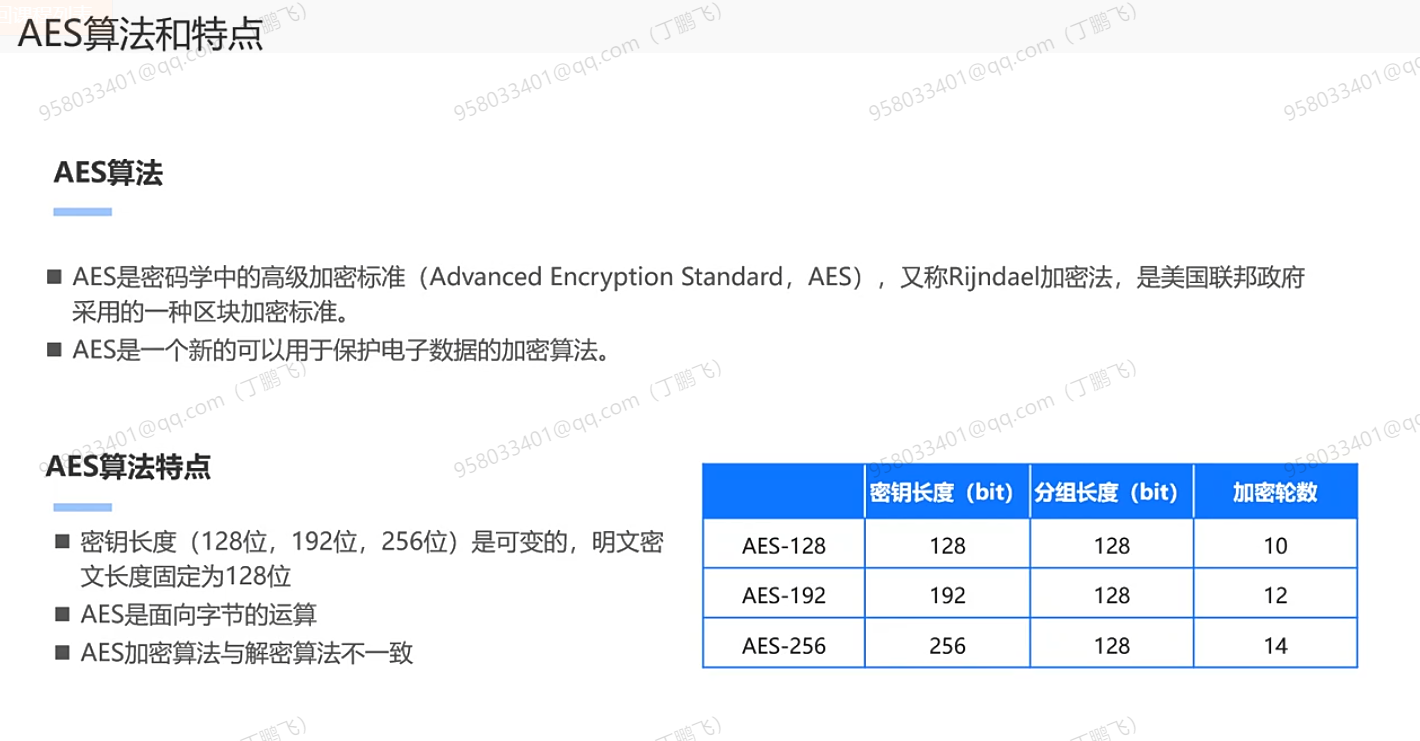 AES算法和特点
958033401@qq.com（丁鹏飞）
958033401@qq.com（丁鹏飞）
958033401@qq.com（丁鹏飞）
958033401@qq
AES算法
■ AES是密码学中的高级加密标准（Advanced Encryption Standard，AES），又称Rijndael加密法，是美国联邦政府
采用的一种区块加密标准。
■ AES是一个新的可以用于保护电子数据的加密算法。
958033401@qq.com（丁鹏飞）
958033401@qq.com（丁鹏飞）
958033401@qq.com（丁鹏飞）
958033401@qq
AES算法特点
■ 密钥长度（128位，192位，256位）是可变的，明文密
文长度固定为128位
■ AES是面向字节的运算
■ AES加密算法与解密算法不一致
密钥长度（bit） 分组长度（bit） 加密轮数
AES-128 128 128 10
AES-192 192 128 12
AES-256 256 128 14
丁鹏飞）
丁鹏飞）
丁鹏飞）